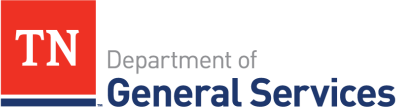 TN
Department of
General Services